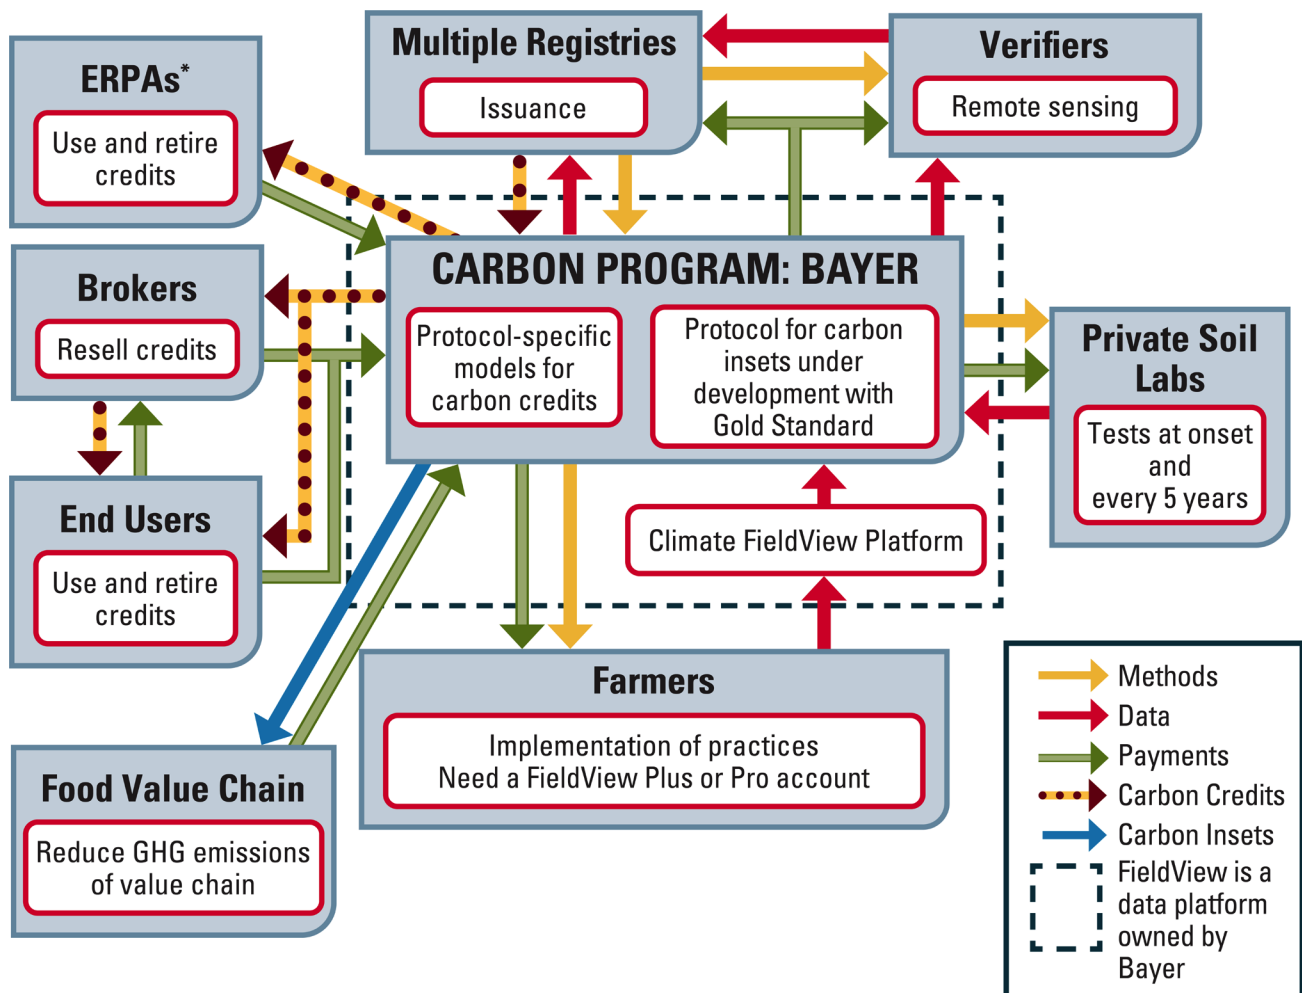 ERPAs*
Use and retire
credits
Multiple Registries
Issuance
Verifiers
Remote sensing
Brokers
Resell credits
CARBON PROGRAM: BAYER
Protocol-specific
models for
carbon credits
Protocol for carbon
insets under
development with
Gold Standard
Private Soil
Labs
Tests at onset
and
every 5 years
End Users
Use and retire
credits
Climate FieldView Platform
Farmers
Implementation of practices
Need a FieldView Plus or Pro account
Food Value Chain
Reduce GHG emissions
of value chain
Methods
Data
Payments
Carbon Credits
Carbon Insets
FieldView is a
data platform
owned by
Bayer